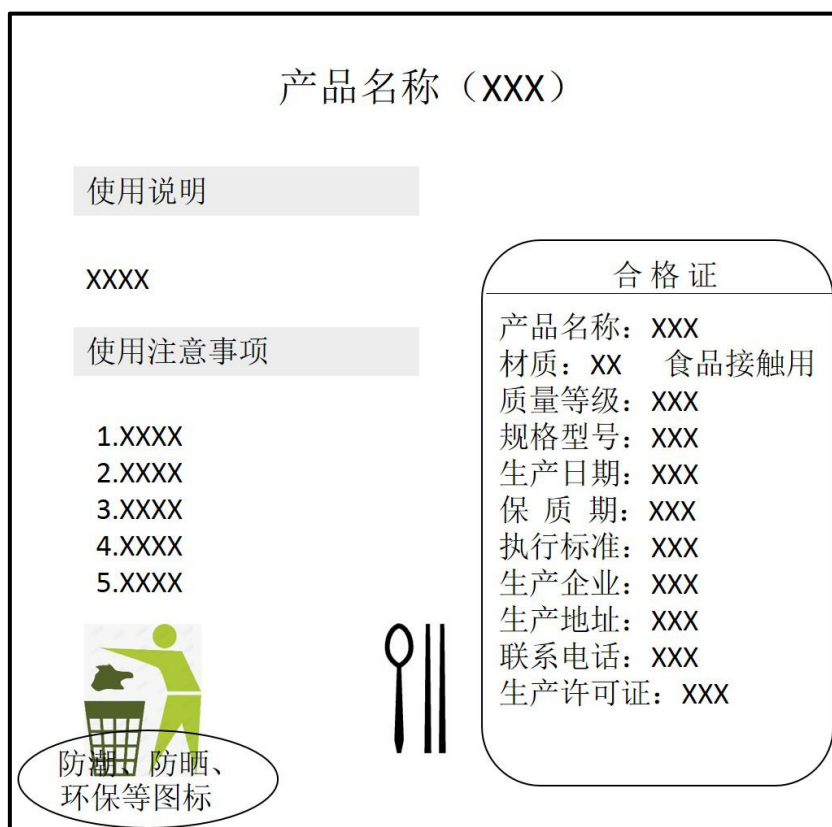 产品名称（XXX）
使用说明
XXXX
使用注意事项
1.XXXX
2.XXXX
3.XXXX
4.XXXX
5.XXXX
防潮、防晒、
环保等图标
合格证
产品名称：XXX
材质：XX 食品接触用
质量等级：XXX
规格型号：XXX
生产日期：XXX
保 质 期：XXX
执行标准：XXX
生产企业：XXX
生产地址：XXX
联系电话：XXX
生产许可证：XXX